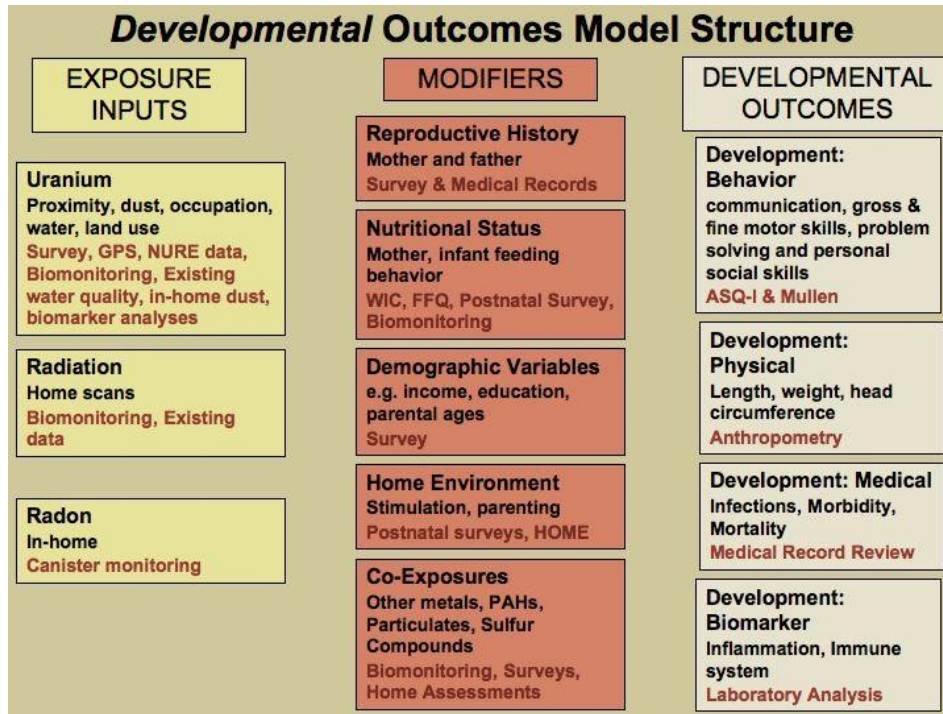 Developmental Outcomes Model Structure
EXPOSURE
INPUTS
Uranium
Proximity, dust, occupation,
water, land use
Survey, GPS, NURE data,
Biomonitoring, Existing
water quality, in-home dust,
biomarker analyses
Radiation
Home scans
Biomonitoring, Existing
data
Radon
In-home
Canister monitoring
MODIFIERS
Reproductive History
Mother and father
Survey & Medical Records
Nutritional Status
Mother, infant feeding
behavior
WIC, FFQ, Postnatal Survey,
Biomonitoring
Demographic Variables
e.g. income, education,
parental ages
Survey
Home Environment
Stimulation, parenting
Postnatal surveys, HOME
Co-Exposures
Other metals, PAHs,
Particulates, Sulfur
Compounds
Biomonitoring, Surveys,
Home Assessments
DEVELOPMENTAL
OUTCOMES
Development:
Behavior
communication, gross &
fine motor skills, problem
solving and personal
social skills
ASQ-I & Mullen
Development:
Physical
Length, weight, head
circumference
Anthropometry
Development: Medical
Infections, Morbidity,
Mortality
Medical Record Review
Development:
Biomarker
Inflammation, Immune
system
Laboratory Analysis